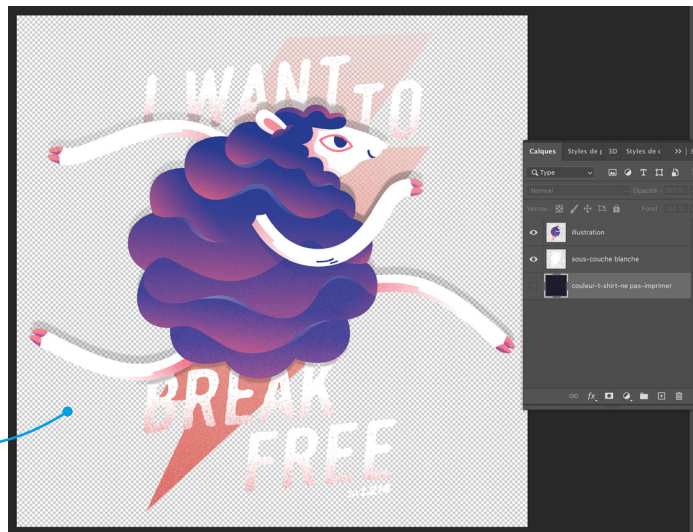 I WANT TO
BREAK
FREE
Calques
Styles de
3D
Styles de c
>>
Type
Normal
Opacité : 100 %
Verrou :
Fond : 100 %
illustration
sous-couche blanche
couleur-t-shirt-ne pas-imprimer
fx